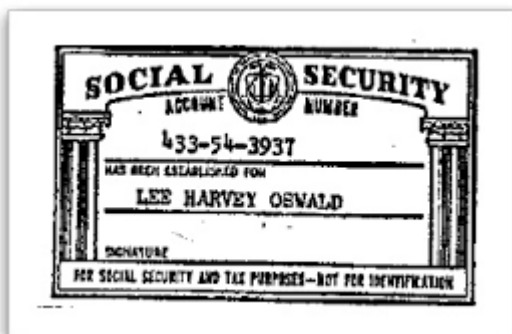 SOCIAL SECURITY
ACCOUNT NUMBER
433-54-3937
HAS BEEN ESTABLISHED FOR
LEE HARVEY OSWALD
SIGNATURE
FOR SOCIAL SECURITY AND TAX PURPOSES—NOT FOR IDENTIFICATION